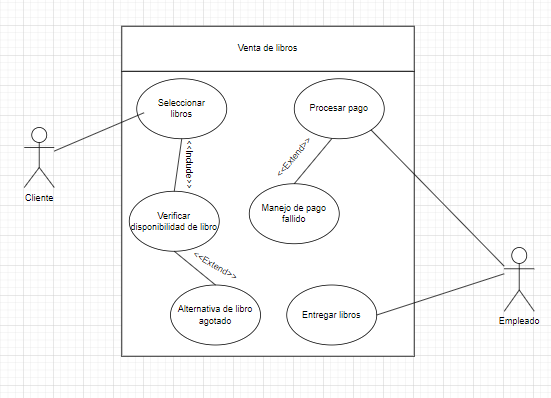 Venta de libros
Seleccionar
libros
Procesar pago
<<Include>>
<<Extend>>
Cliente
Verificar
disponibilidad de libro
Manejo de pago
fallido
<<Extend>>
Alternativa de libro
agotado
Entregar libros
Empleado